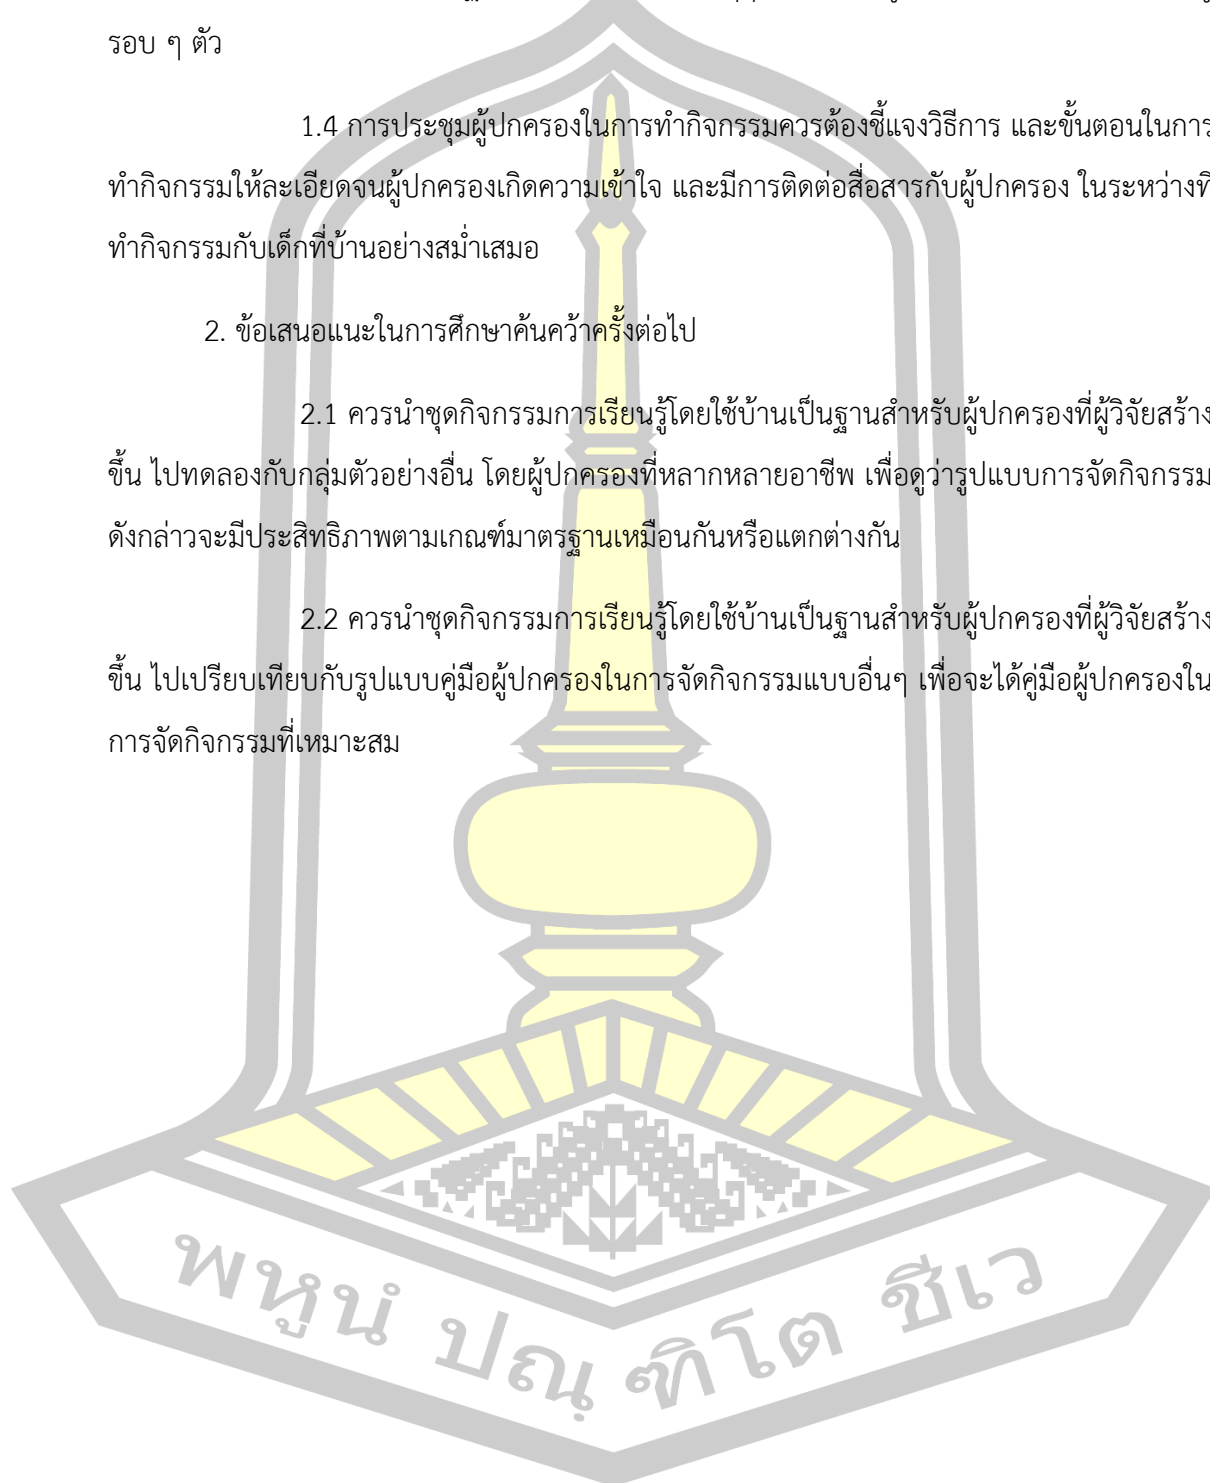 รอบ ๆ ตัว
1.4 การประชุมผู้ปกครองในการทำกิจกรรมควรต้องชี้แจงวิธีการ และขั้นตอนในการ
ทำกิจกรรมให้ละเอียดจนผู้ปกครองเกิดความเข้าใจ และมีการติดต่อสื่อสารกับผู้ปกครอง ในระหว่างที่
ทำกิจกรรมกับเด็กที่บ้านอย่างสม่ำเสมอ
2. ข้อเสนอแนะในการศึกษาค้นคว้าครั้งต่อไป
2.1 ควรนำชุดกิจกรรมการเรียนรู้โดยใช้บ้านเป็นฐานสำหรับผู้ปกครองที่ผู้วิจัยสร้าง
ขึ้น ไปทดลองกับกลุ่มตัวอย่างอื่น โดยผู้ปกครองที่หลากหลายอาชีพ เพื่อดูว่ารูปแบบการจัดกิจกรรม
ดังกล่าวจะมีประสิทธิภาพตามเกณฑ์มาตรฐานเหมือนกันหรือแตกต่างกัน
2.2 ควรนำชุดกิจกรรมการเรียนรู้โดยใช้บ้านเป็นฐานสำหรับผู้ปกครองที่ผู้วิจัยสร้าง
ขึ้น ไปเปรียบเทียบกับรูปแบบคู่มือผู้ปกครองในการจัดกิจกรรมแบบอื่นๆ เพื่อจะได้คู่มือผู้ปกครองใน
การจัดกิจกรรมที่เหมาะสม
พหูนํ ปณฺ ฑิโต ชีเว